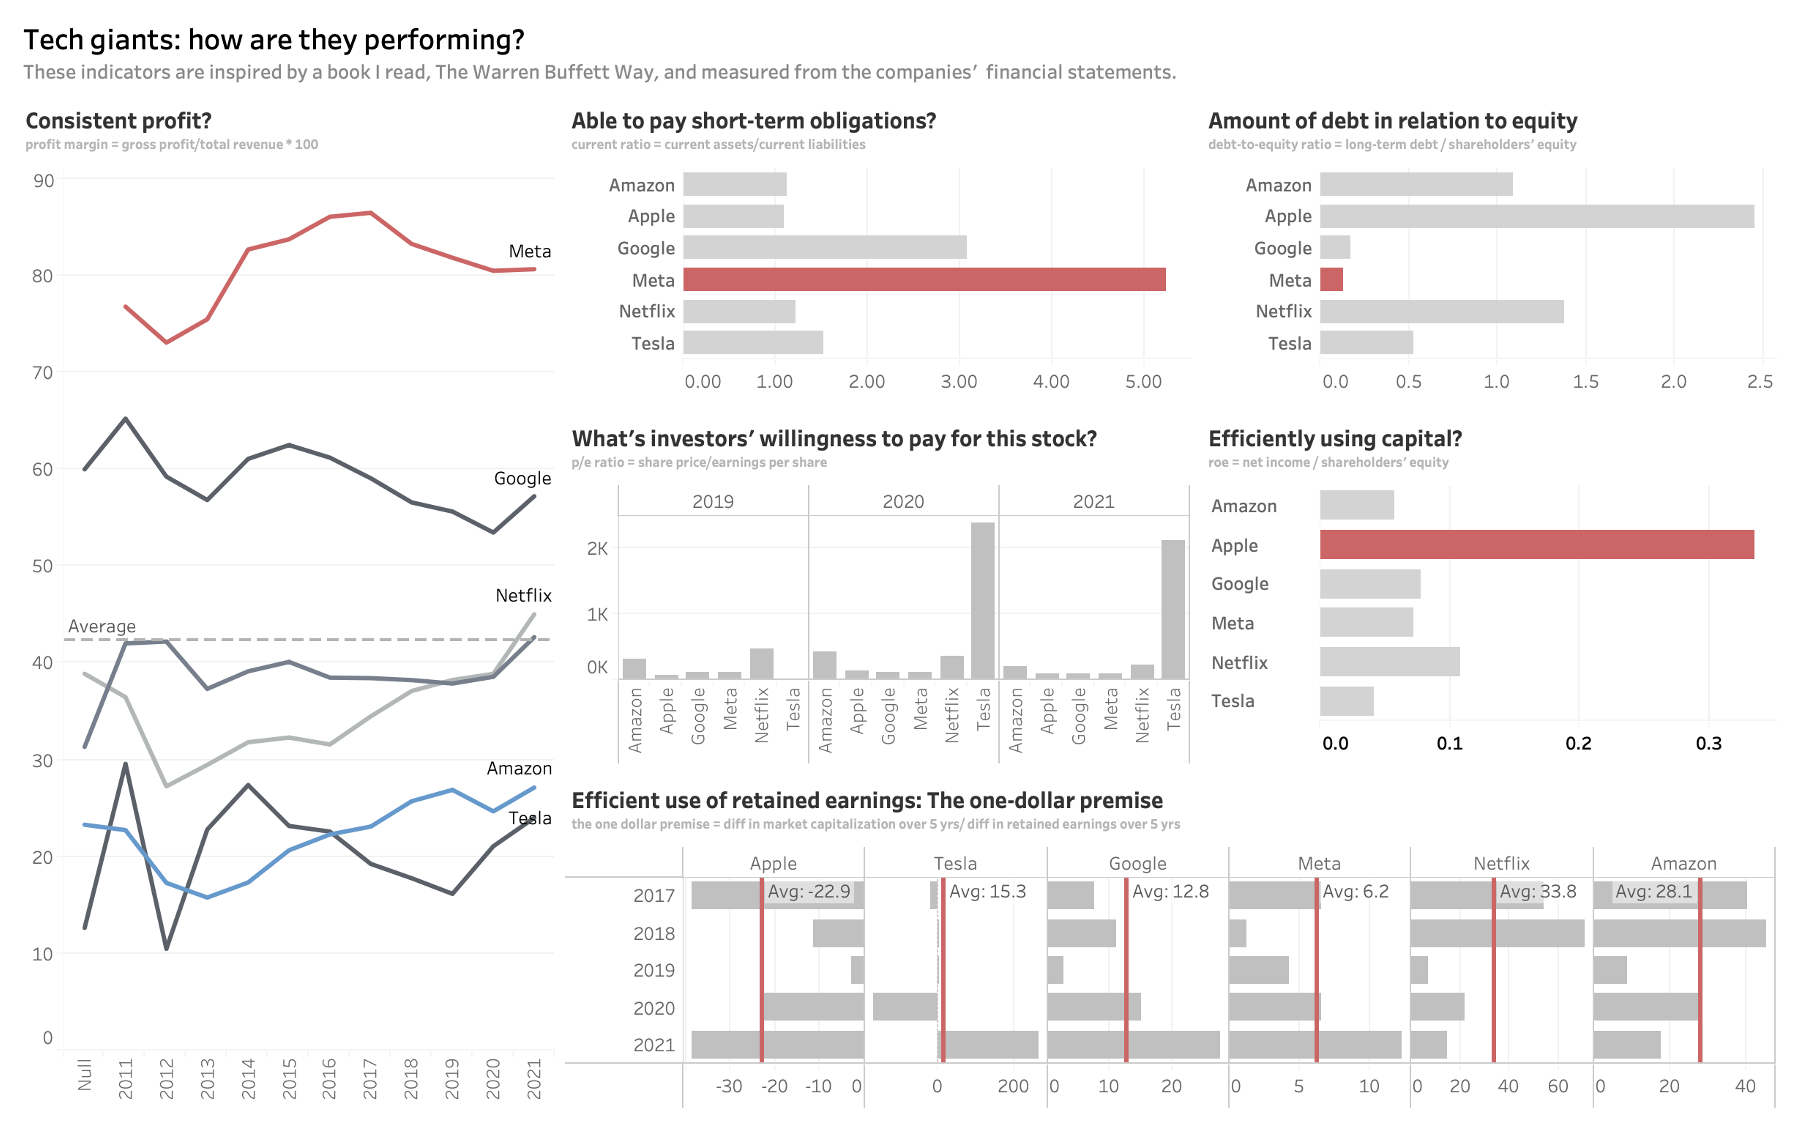 Tech giants: how are they performing?
These indicators are inspired by a book I read, The Warren Buffett Way, and measured from the companies’ financial statements.
Consistent profit?
profit margin = gross profit/total revenue * 100
90
80
70
60
50
40
30
20
10
0
Meta
Google
Netflix
Average
Amazon
Tesla
Null
2011
2012
2013
2014
2015
2016
2017
2018
2019
2020
2021
Able to pay short-term obligations?
current ratio = current assets/current liabilities
Amazon
Apple
Google
Meta
Netflix
Tesla
0.00 1.00 2.00 3.00 4.00 5.00
Amount of debt in relation to equity
debt-to-equity ratio = long-term debt / shareholders’ equity
Amazon
Apple
Google
Meta
Netflix
Tesla
0.0 0.5 1.0 1.5 2.0 2.5
What’s investors’ willingness to pay for this stock?
p/e ratio = share price/earnings per share
2019 2020 2021
2K
1K
0K
Amazon
Apple
Google
Meta
Netflix
Tesla
Amazon
Apple
Google
Meta
Netflix
Tesla
Amazon
Apple
Google
Meta
Netflix
Tesla
Efficiently using capital?
roe = net income / shareholders’ equity
Amazon
Apple
Google
Meta
Netflix
Tesla
0.0 0.1 0.2 0.3
Efficient use of retained earnings: The one-dollar premise
the one dollar premise = diff in market capitalization over 5 yrs/ diff in retained earnings over 5 yrs
Apple Tesla Google Meta Netflix Amazon
2017 Avg: -22.9 Avg: 15.3 Avg: 12.8 Avg: 6.2 Avg: 33.8 Avg: 28.1
2018
2019
2020
2021
-30 -20 -10 0 0 200 0 10 20 0 5 10 0 20 40 60 0 20 40